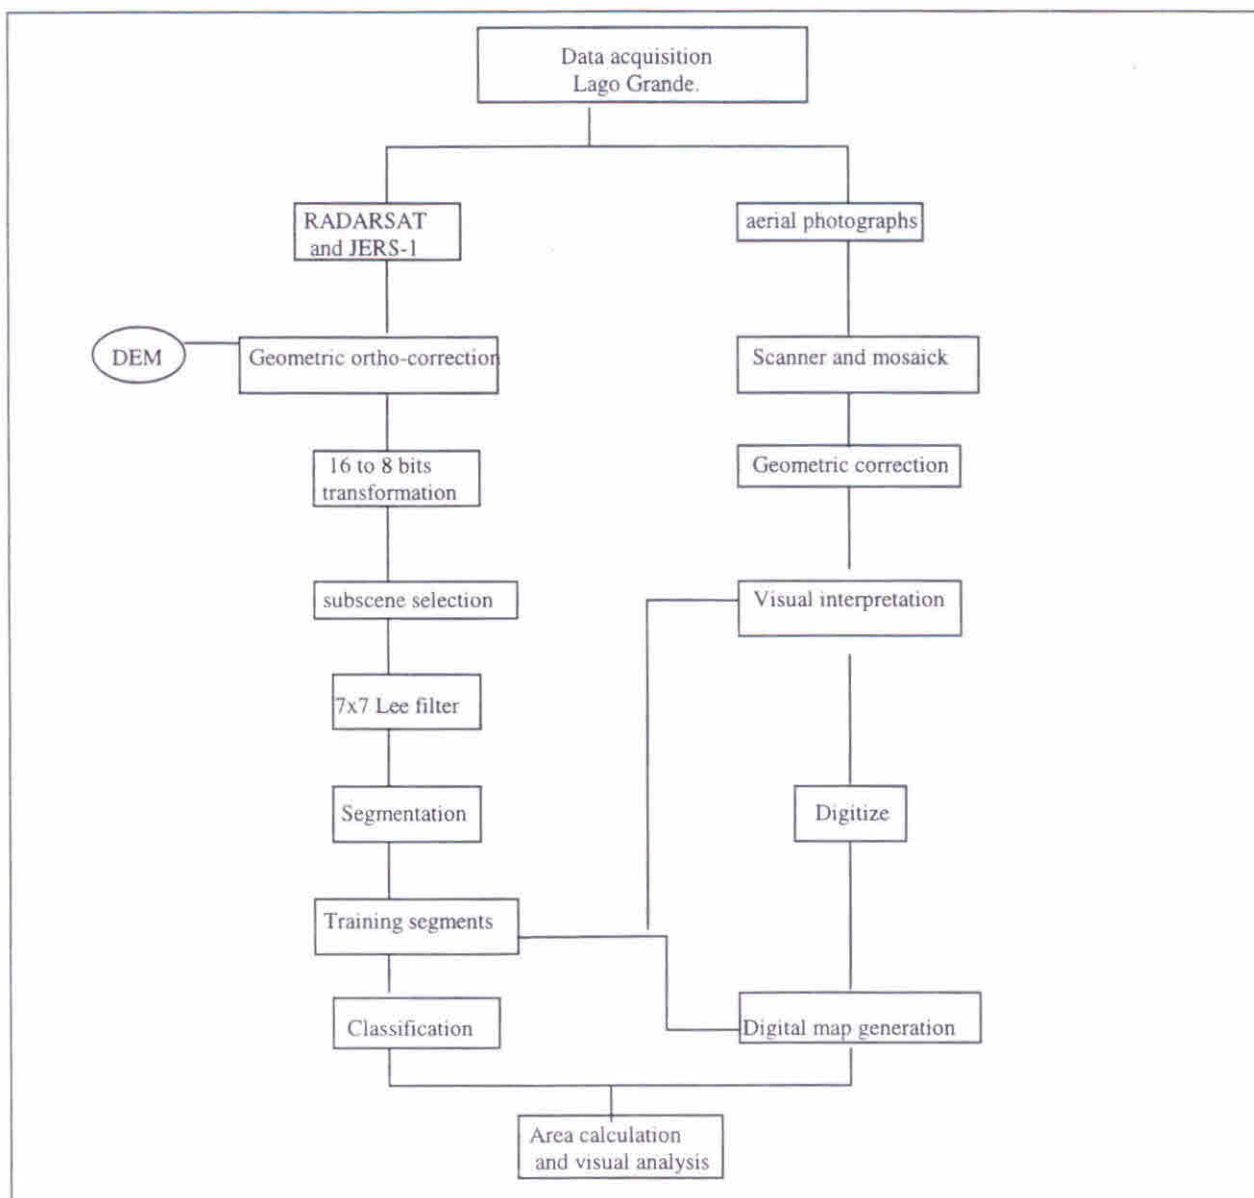 Data acquisition
Lago Grande.
RADARSAT
and JERS-1
aerial photographs
DEM
Geometric ortho-correction
Scanner and mosaick
16 to 8 bits
transformation
Geometric correction
subscene selection
Visual interpretation
7x7 Lee filter
Segmentation
Digitize
Training segments
Classification
Digital map generation
Area calculation
and visual analysis